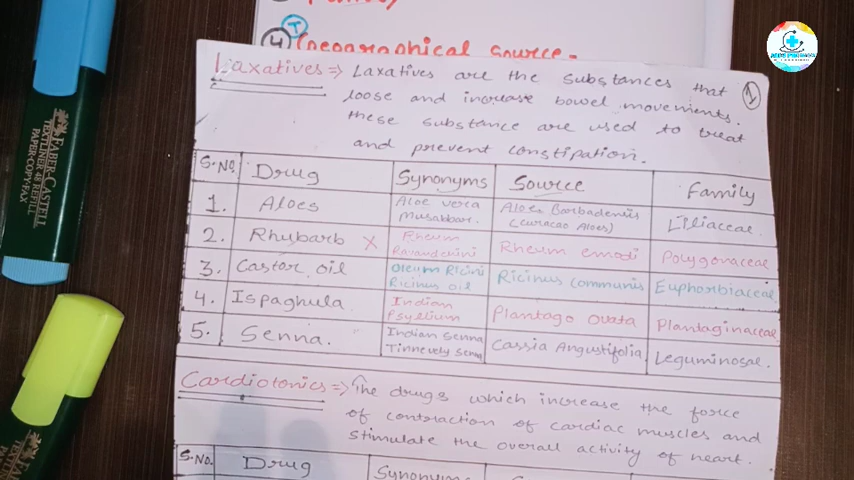 4) Geographical Source -
Laxatives => Laxatives are the substances that
loose and increase bowel movements.
these substance are used to treat
and prevent constipation.
1
S.No. Drug Synonyms Source Family
1. Aloes Aloe vera Musabbar. Aloe Barbadensis (Curacao Aloes) Liliaceae.
2. Rhubarb X Rheum Polygonaceae
Rheum emodi
3. Castor oil Oleum Ricini Ricinus oil Ricinus Communis Euphorbiaceae
4. Ispaghula Indian Psyllium Plantago Ovata Plantaginaceae
5. Senna. Indian Senna Tinnevely Senna Cassia Angustifolia Leguminosae.
Cardiotonics => The drugs which increase the force
of contraction of cardiac muscles and
stimulate the overall activity of heart.
S.No. Drug Synonyms
FABER-CASTELL
TEXTLINER 48 REFILL
PAPER-COPY-FAX